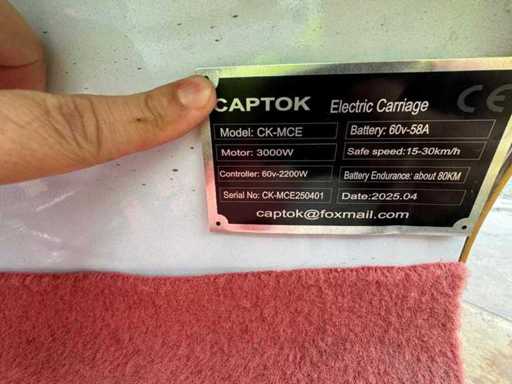 CAPTOK Electric Carriage CE
Model: CK-MCE Battery: 60v-58A
Motor: 3000W Safe speed: 15-30km/h
Controller: 60v-2200W Battery Endurance: about 80KM
Serial No: CK-MCE250401 Date:2025.04
captok@foxmail.com